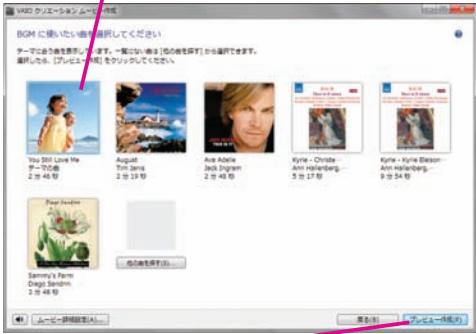 VAIO クリエーション ムービー作成
BGM に使いたい曲を選択してください
テーマに合う曲を表示しています。一覧にない曲は [他の曲を探す] から選択できます。
選択したら、[プレビュー作成] をクリックしてください。
You Still Love Me
テーマの曲
2 分 46 秒
August
Tim Janis
2 分 19 秒
Ava Adelle
Jack Ingram
2 分 48 秒
Kyrie - Christe
Ann Hallenberg,...
5 分 17 秒
Kyrie - Kyrie Eleison
Ann Hallenberg,...
9 分 54 秒
Diego Sandrin
Sammy's Farm
Diego Sandrin
3 分 48 秒
他の曲を探す(S)...
ムービー詳細設定(A)...
戻る(B)
プレビュー作成(P)